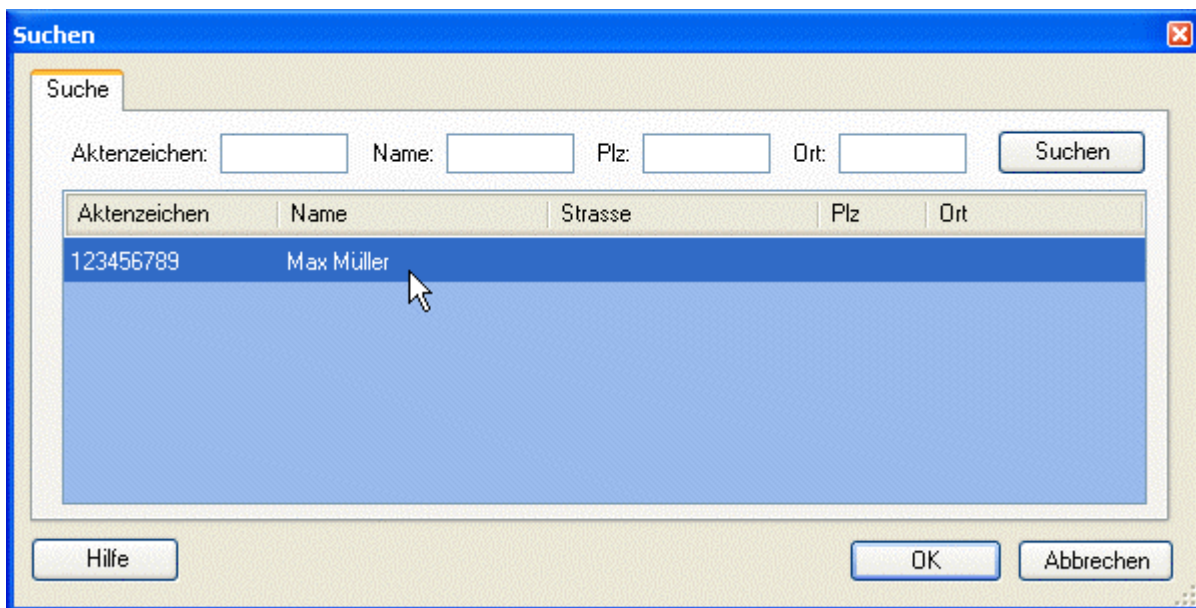 Suchen
Suche
Aktenzeichen: Name: Plz: Ort: Suchen
Aktenzeichen Name Strasse Plz Ort
123456789 Max Müller
Hilfe OK Abbrechen